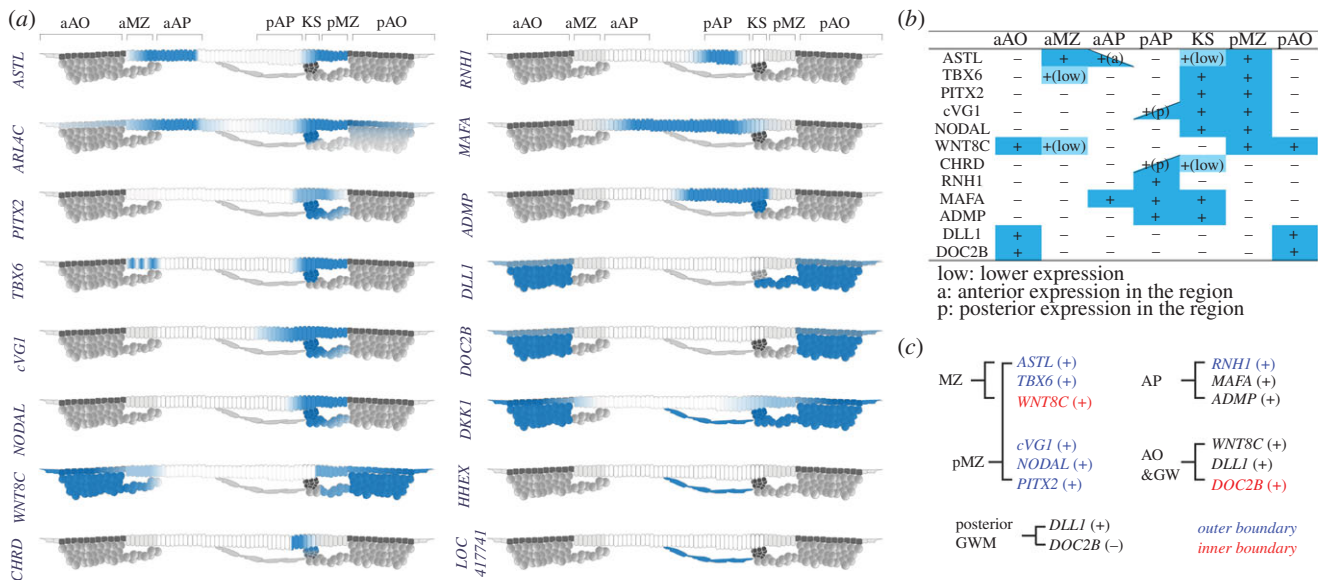 (a)
aAO aMZ aAP pAP KS pMZ pAO
ASTL
ARL4C
PITX2
TBX6
cVG1
NODAL
WNT8C
CHRD
aAO aMZ aAP pAP KS pMZ pAO
RNH1
MAFA
ADMP
DLL1
DOC2B
DKK1
HHEX
LOC
417741
(b)
aAO aMZ aAP pAP KS pMZ pAO
ASTL – + +(a) – +(low) + –
TBX6 – +(low) – – + + –
PITX2 – – – – + + –
cVG1 – – – +(p) + + –
NODAL – – – – + + –
WNT8C + +(low) – – – + +
CHRD – – – +(p) +(low) – –
RNH1 – – – + – – –
MAFA – – + + + – –
ADMP – – – + + – –
DLL1 + – – – – – +
DOC2B + – – – – – +
low: lower expression
a: anterior expression in the region
p: posterior expression in the region
(c)
MZ
ASTL (+)
TBX6 (+)
WNT8C (+)
pMZ
cVG1 (+)
NODAL (+)
PITX2 (+)
posterior
GWM
DLL1 (+)
DOC2B (–)
AP
RNH1 (+)
MAFA (+)
ADMP (+)
AO
&GW
WNT8C (+)
DLL1 (+)
DOC2B (+)
outer boundary
inner boundary